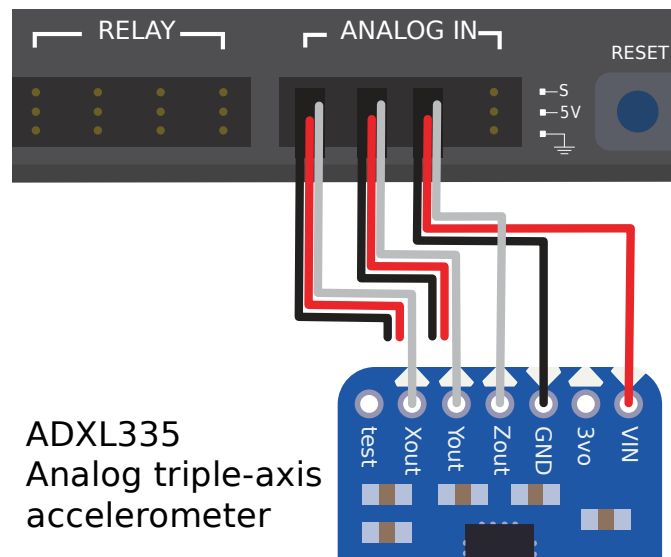 RELAY
ANALOG IN
RESET
S
5V
test
Xout
Yout
Zout
GND
3vo
VIN
ADXL335
Analog triple-axis
accelerometer